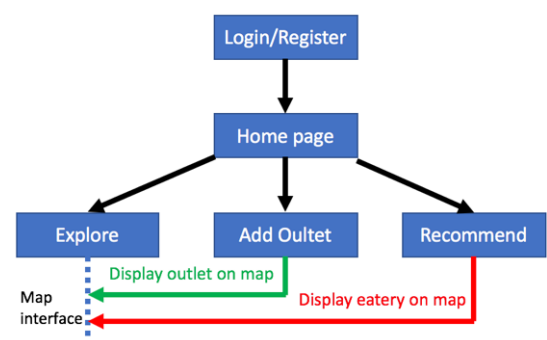 Login/Register
Home page
Explore
Add Oultet
Recommend
Display outlet on map
Display eatery on map
Map
interface